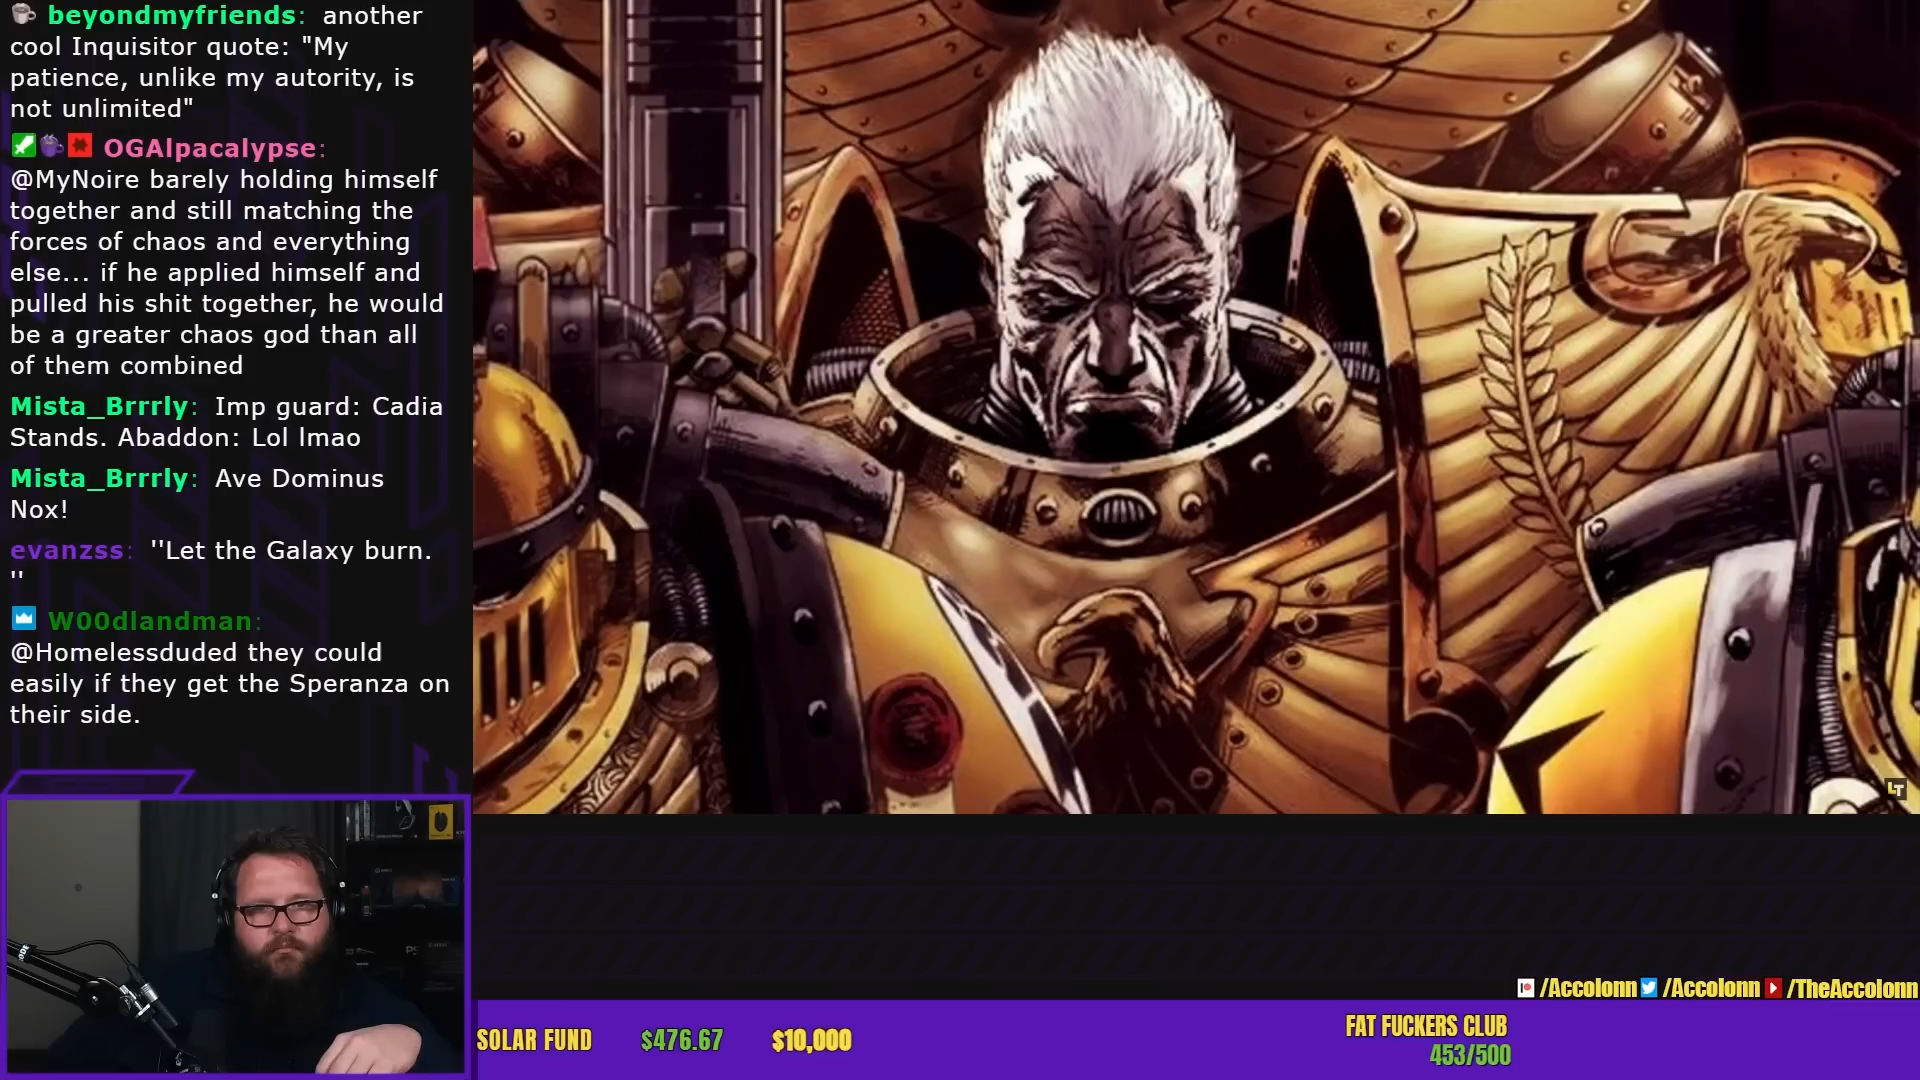 beyondmyfriends: another
cool Inquisitor quote: "My
patience, unlike my autority, is
not unlimited"
OGAlpacalypse:
@MyNoire barely holding himself
together and still matching the
forces of chaos and everything
else... if he applied himself and
pulled his shit together, he would
be a greater chaos god than all
of them combined
Mista_Brrrly: Imp guard: Cadia
Stands. Abaddon: Lol lmao
Mista_Brrrly: Ave Dominus
Nox!
evanzss: ''Let the Galaxy burn.
''
W00dlandman:
@Homelessduded they could
easily if they get the Speranza on
their side.
LT
/Accolonn /Accolonn /TheAccolonn
SOLAR FUND $476.67 $10,000
FAT FUCKERS CLUB
453/500